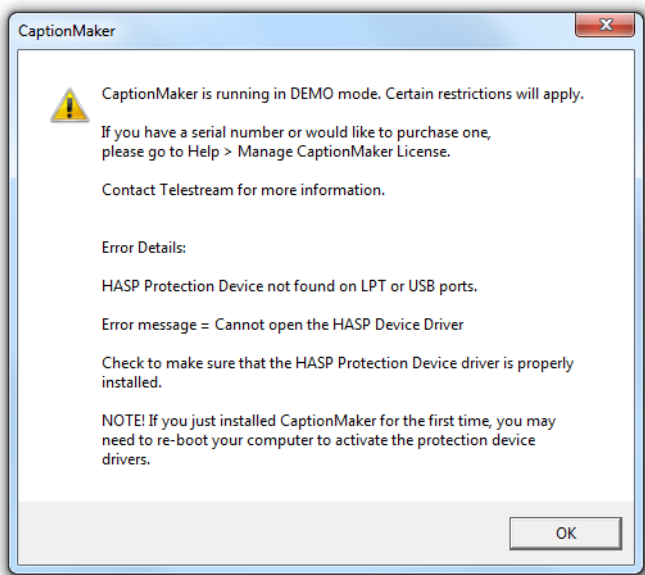 CaptionMaker
CaptionMaker is running in DEMO mode. Certain restrictions will apply.
If you have a serial number or would like to purchase one,
please go to Help > Manage CaptionMaker License.
Contact Telestream for more information.
Error Details:
HASP Protection Device not found on LPT or USB ports.
Error message = Cannot open the HASP Device Driver
Check to make sure that the HASP Protection Device driver is properly
installed.
NOTE! If you just installed CaptionMaker for the first time, you may
need to re-boot your computer to activate the protection device
drivers.
OK